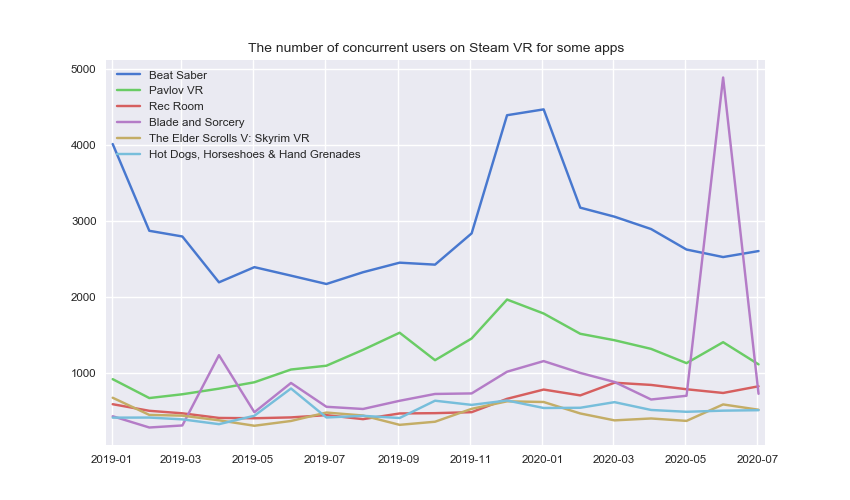 The number of concurrent users on Steam VR for some apps
5000
4000
3000
2000
1000
Beat Saber
Pavlov VR
Rec Room
Blade and Sorcery
The Elder Scrolls V: Skyrim VR
Hot Dogs, Horseshoes & Hand Grenades
2019-01 2019-03 2019-05 2019-07 2019-09 2019-11 2020-01 2020-03 2020-05 2020-07